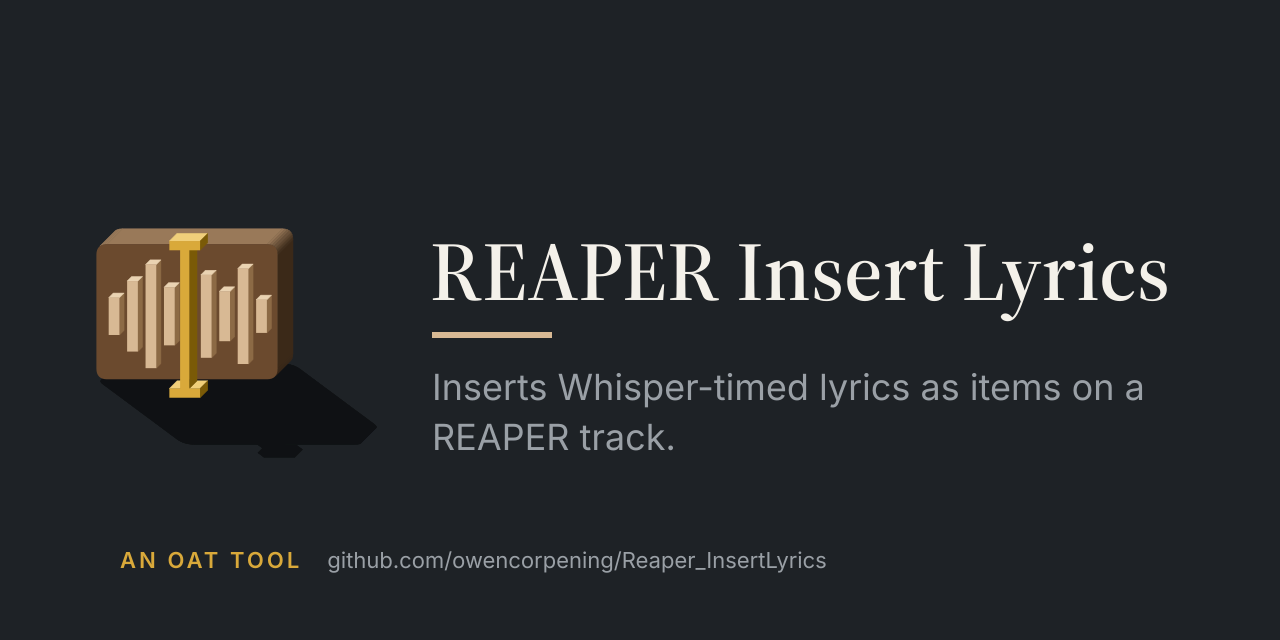 REAPER Insert Lyrics
Inserts Whisper-timed lyrics as items on a
REAPER track.
AN OAT TOOL github.com/owencorpening/Reaper_InsertLyrics